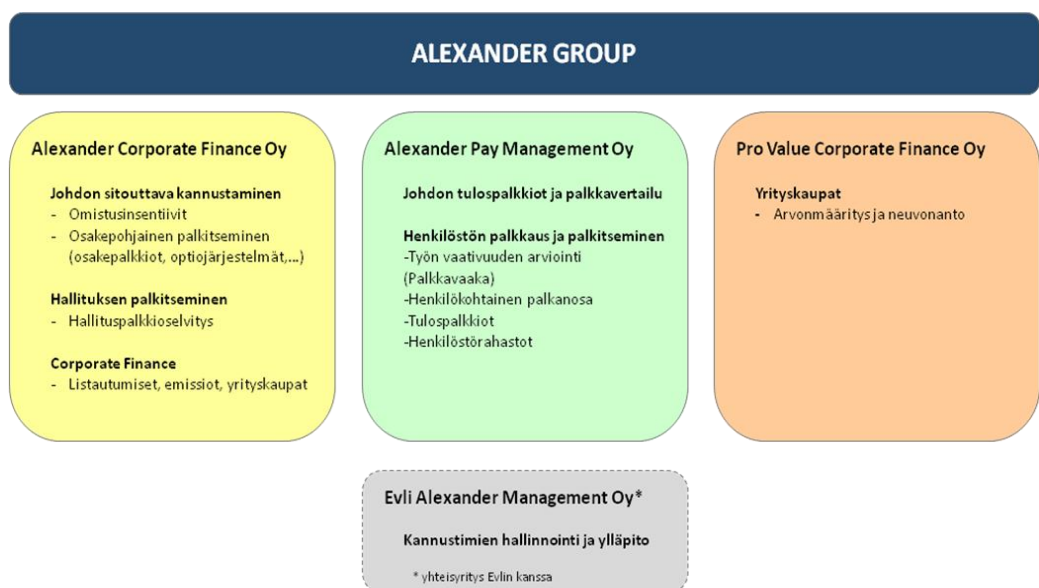 ALEXANDER GROUP
Alexander Corporate Finance Oy
Johdon sitouttava kannustaminen
- Omistusinsentiivit
- Osakepohjainen palkitseminen
(osakepalkkiot, optiojärjestelmät,...)
Hallituksen palkitseminen
- Hallituspalkkioselvitys
Corporate Finance
- Listautumiset, emissiot, yrityskaupat
Alexander Pay Management Oy
Johdon tulospalkkiot ja palkkavertailu
Henkilöstön palkkaus ja palkitseminen
-Työn vaativuuden arviointi
(Palkkavaaka)
-Henkilökohtainen palkanosa
-Tulospalkkiot
-Henkilöstörahastot
Pro Value Corporate Finance Oy
Yrityskaupat
- Arvonmääritys ja neuvonanto
Evli Alexander Management Oy*
Kannustimien hallinnointi ja ylläpito
* yhteisyritys Evlin kanssa